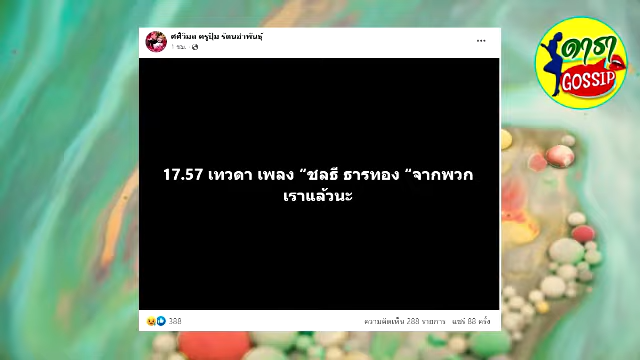 ศศิวิมล ครูปุ้ม รัตนอำพันธุ์
1 ชม.
ดารา
GOSSIP
17.57 เทวดา เพลง “ชลธี ธารทอง “จากพวก
เราแล้วนะ
388
ความคิดเห็น 288 รายการ แชร์ 88 ครั้ง